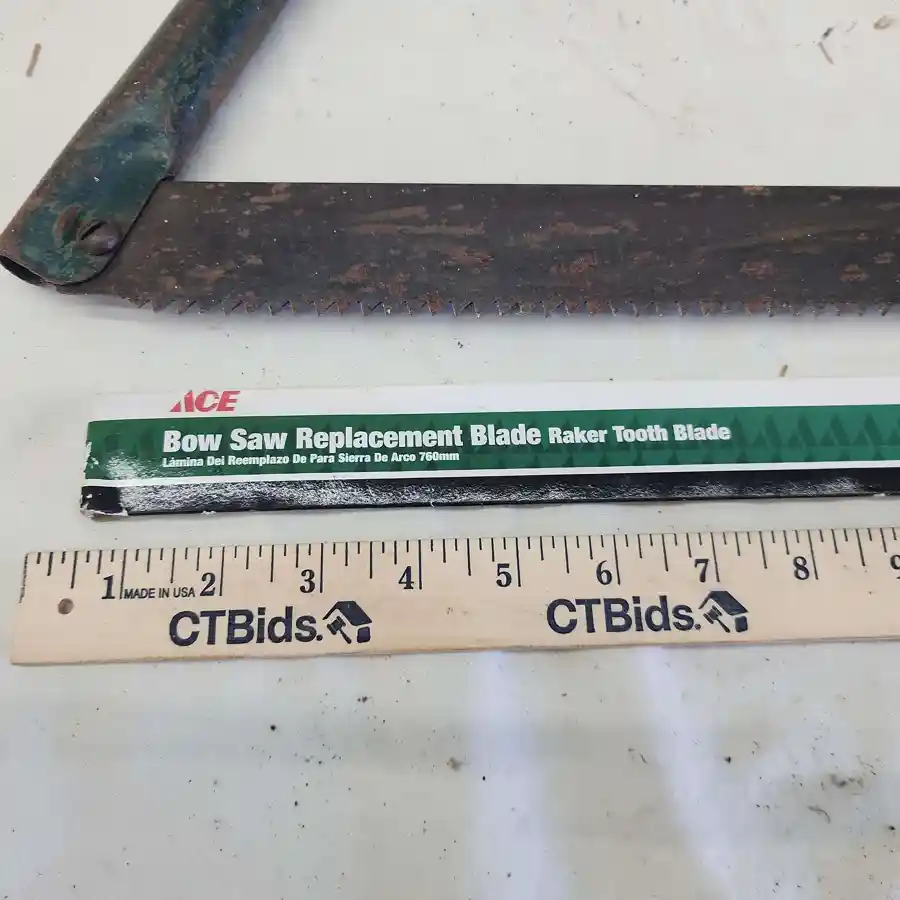 ACE
Bow Saw Replacement Blade Raker Tooth Blade
Lámina Del Reemplazo De Para Sierra De Arco 760mm
1 MADE IN USA 2 3 4 5 6 7 8 9
CTBids. CTBids.